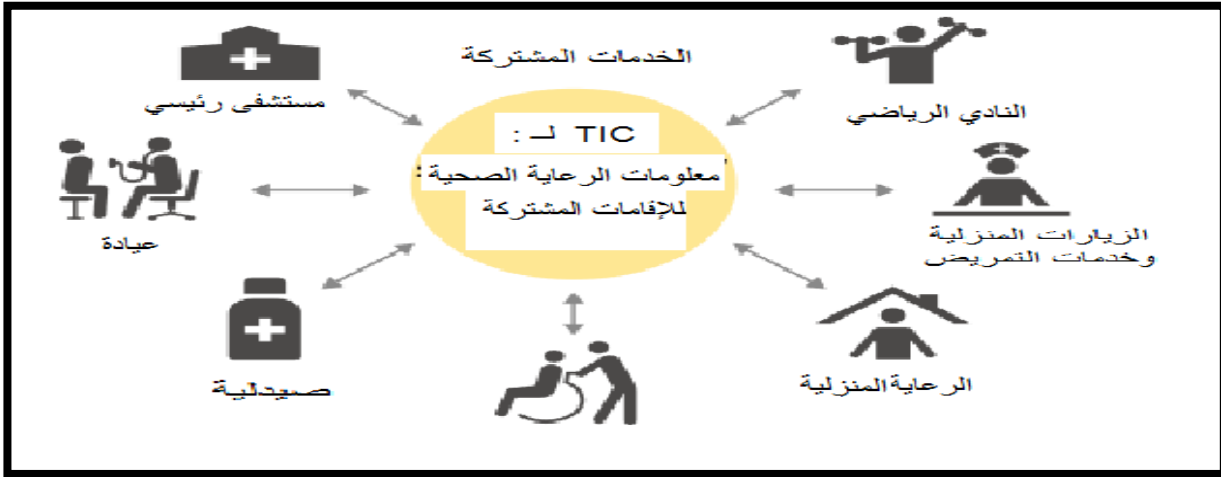 الخدمات المشتركة
مستشفى رئيسي
النادي الرياضي
TIC لــ :
معلومات الرعاية الصحية :
للإقامات المشتركة
عيادة
الزيارات المنزلية
وخدمات التمريض
صيدلية
الرعاية المنزلية